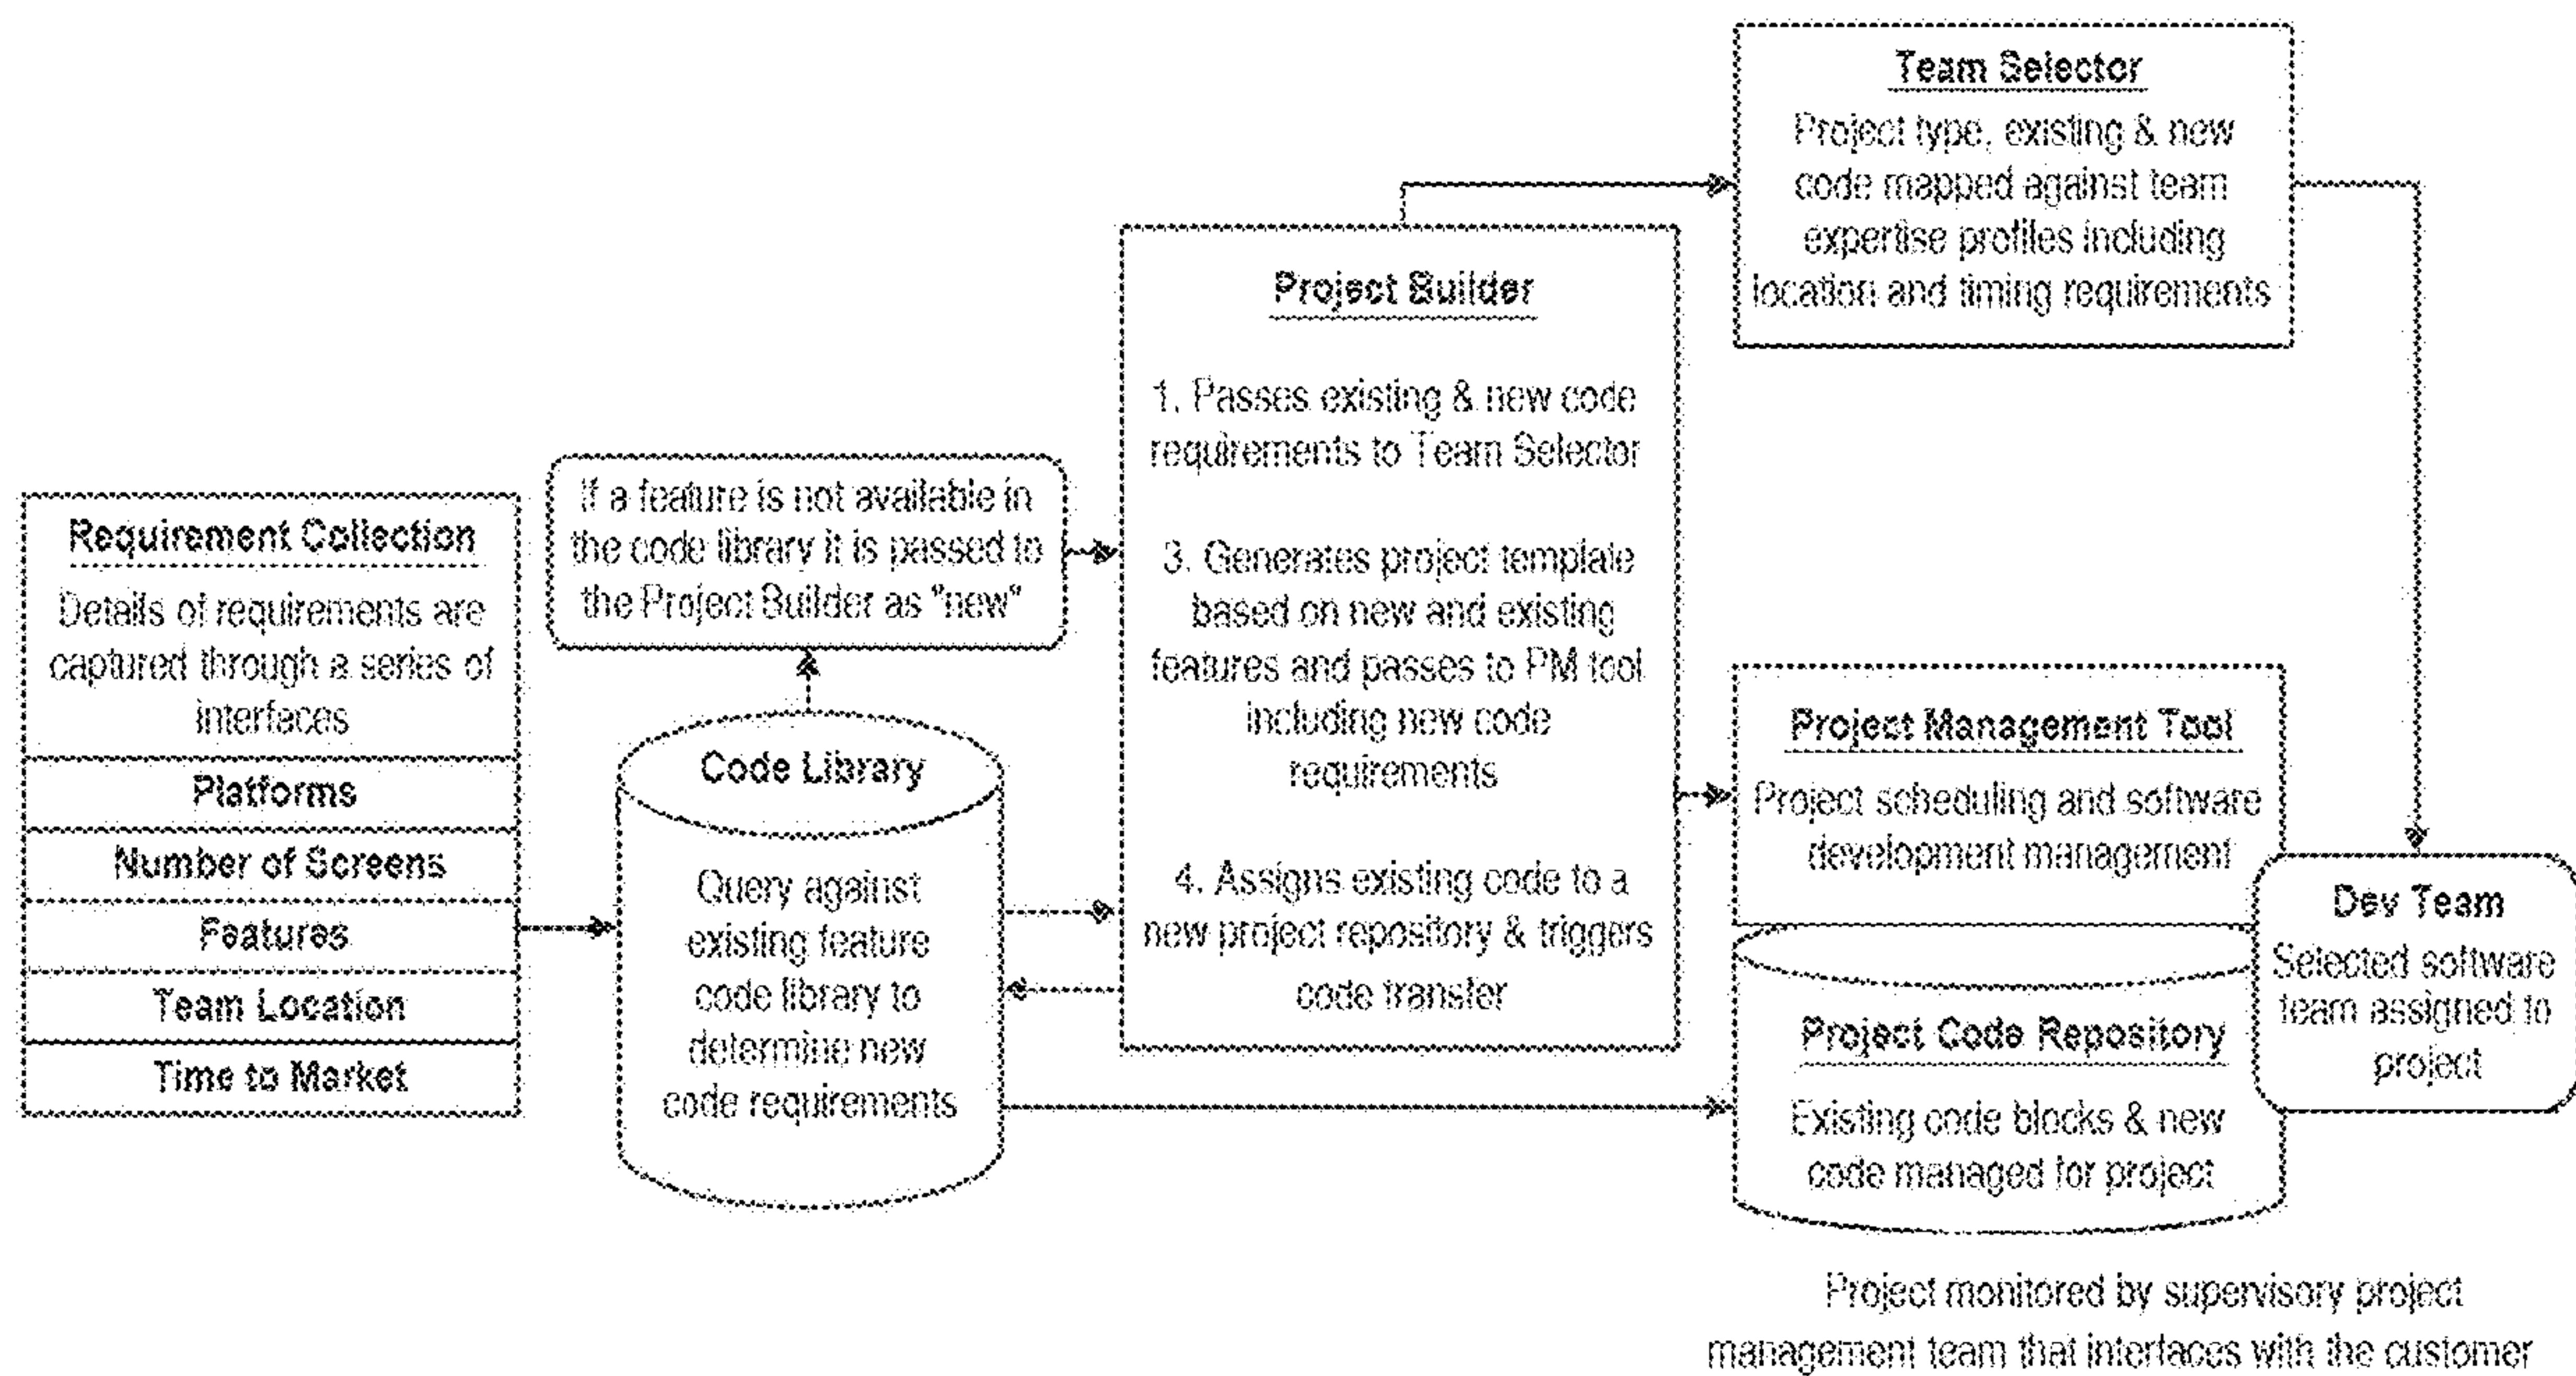 Requirement Collection
Details of requirements are
captured through a series of
interfaces
Platforms
Number of Screens
Features
Team Location
Time to Market
If a feature is not available in
the code library it is passed to
the Project Builder as "new"
Code Library
Query against
existing feature
code library to
determine new
code requirements
Project Builder
1. Passes existing & new code
requirements to Team Selector
3. Generates project template
based on new and existing
features and passes to PM tool
including new code
requirements
4. Assigns existing code to a
new project repository & triggers
code transfer
Team Selector
Project type, existing & new
code mapped against team
expertise profiles including
location and timing requirements
Project Management Tool
Project scheduling and software
development management
Project Code Repository
Existing code blocks & new
code managed for project
Dev Team
Selected software
team assigned to
project
Project monitored by supervisory project
management team that interfaces with the customer